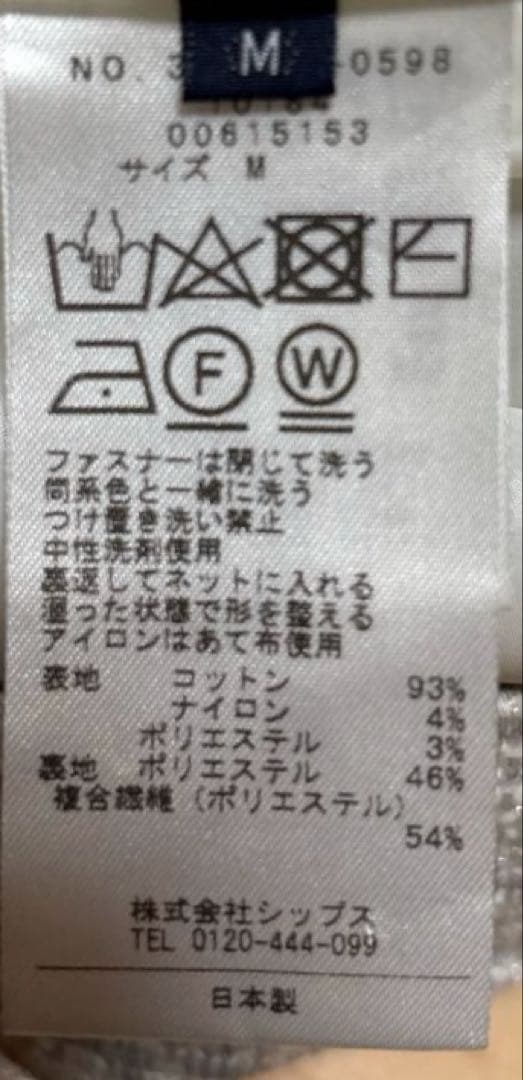 M
NO. 3 -0598
00615153
サイズ M
F W
ファスナーは閉じて洗う
同系色と一緒に洗う
つけ置き洗い禁止
中性洗剤使用
裏返してネットに入れる
湿った状態で形を整える
アイロンはあて布使用
表地 コットン 93%
ナイロン 4%
ポリエステル 3%
裏地 ポリエステル 46%
複合繊維(ポリエステル)
54%
株式会社シップス
TEL 0120-444-099
日本製